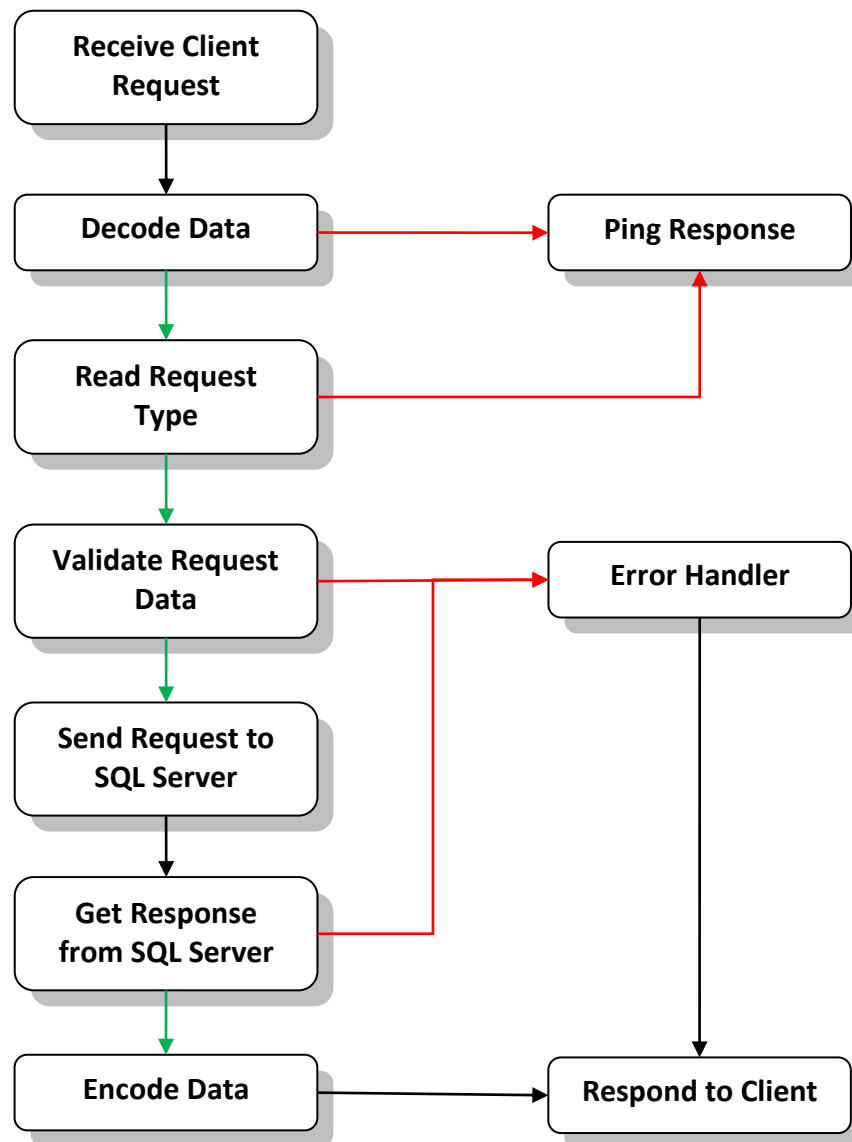 Receive Client
Request
Decode Data
Ping Response
Read Request
Type
Validate Request
Data
Error Handler
Send Request to
SQL Server
Get Response
from SQL Server
Encode Data
Respond to Client